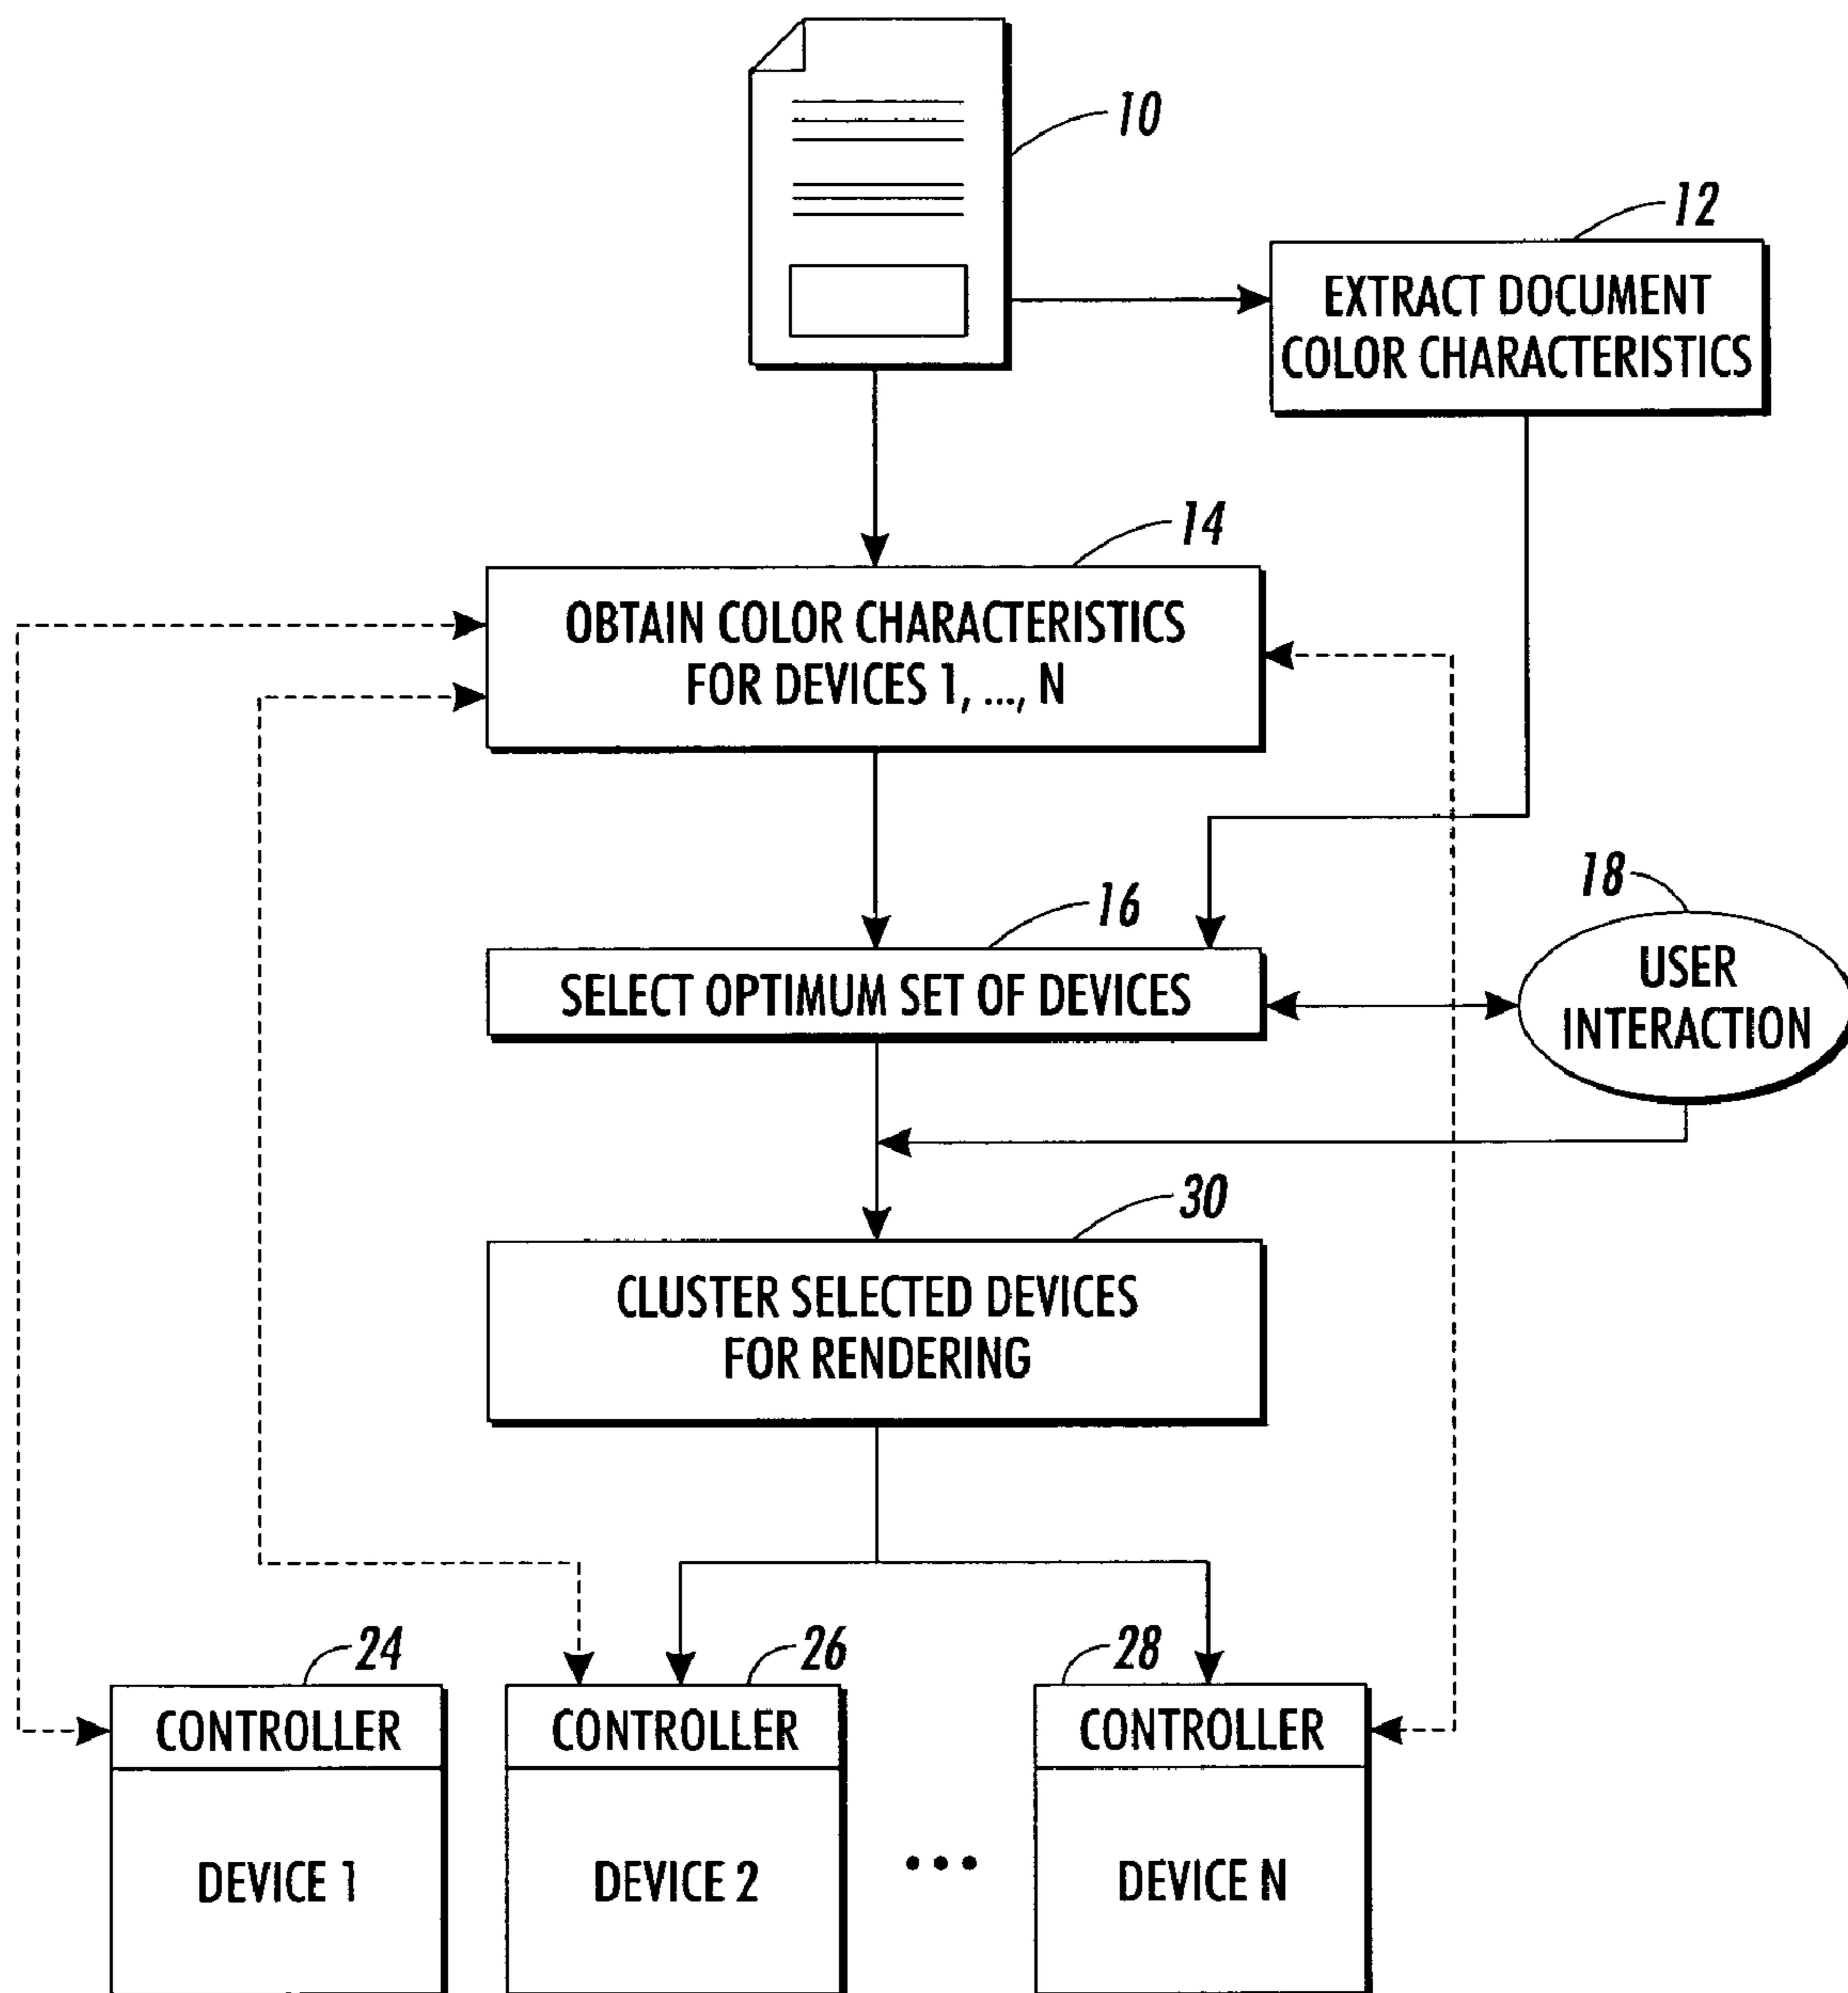 10
12
EXTRACT DOCUMENT
COLOR CHARACTERISTICS
14
OBTAIN COLOR CHARACTERISTICS
FOR DEVICES 1, ..., N
16
SELECT OPTIMUM SET OF DEVICES
18
USER
INTERACTION
30
CLUSTER SELECTED DEVICES
FOR RENDERING
24
CONTROLLER
DEVICE 1
26
CONTROLLER
DEVICE 2
...
28
CONTROLLER
DEVICE N